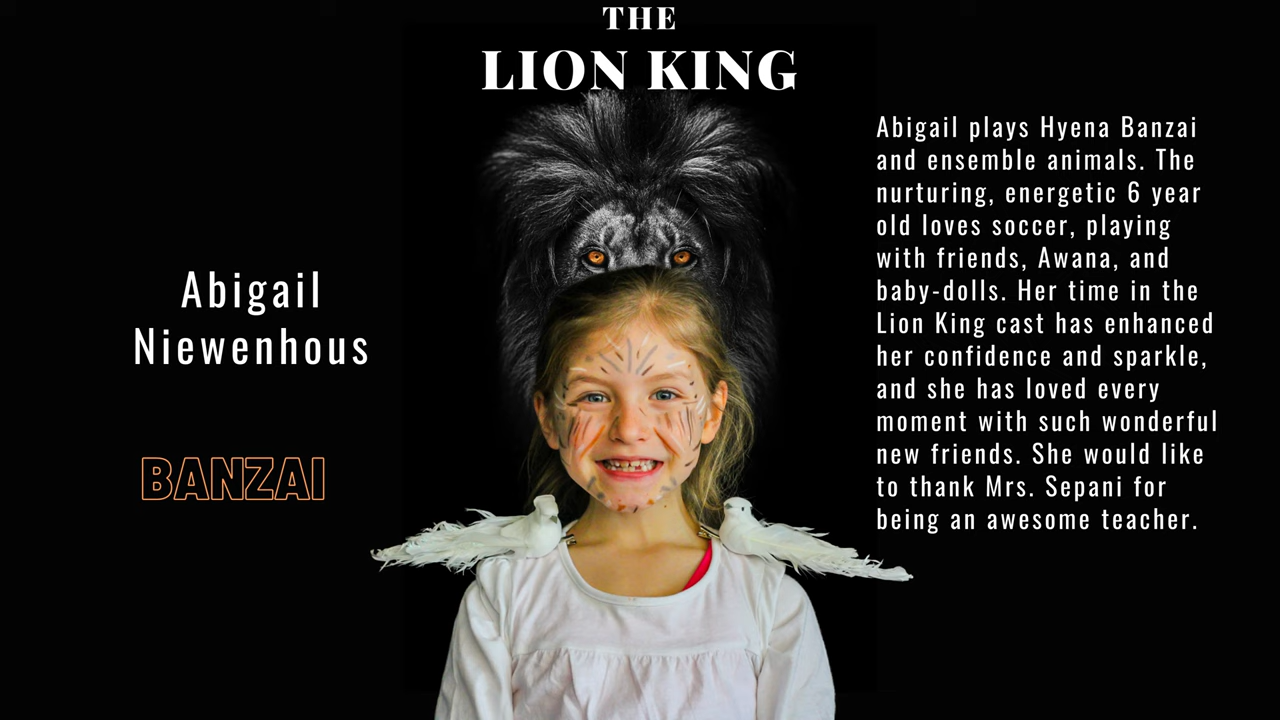 THE
LION KING
Abigail
Niewenhous
BANZAI
Abigail plays Hyena Banzai
and ensemble animals. The
nurturing, energetic 6 year
old loves soccer, playing
with friends, Awana, and
baby-dolls. Her time in the
Lion King cast has enhanced
her confidence and sparkle,
and she has loved every
moment with such wonderful
new friends. She would like
to thank Mrs. Sepani for
being an awesome teacher.